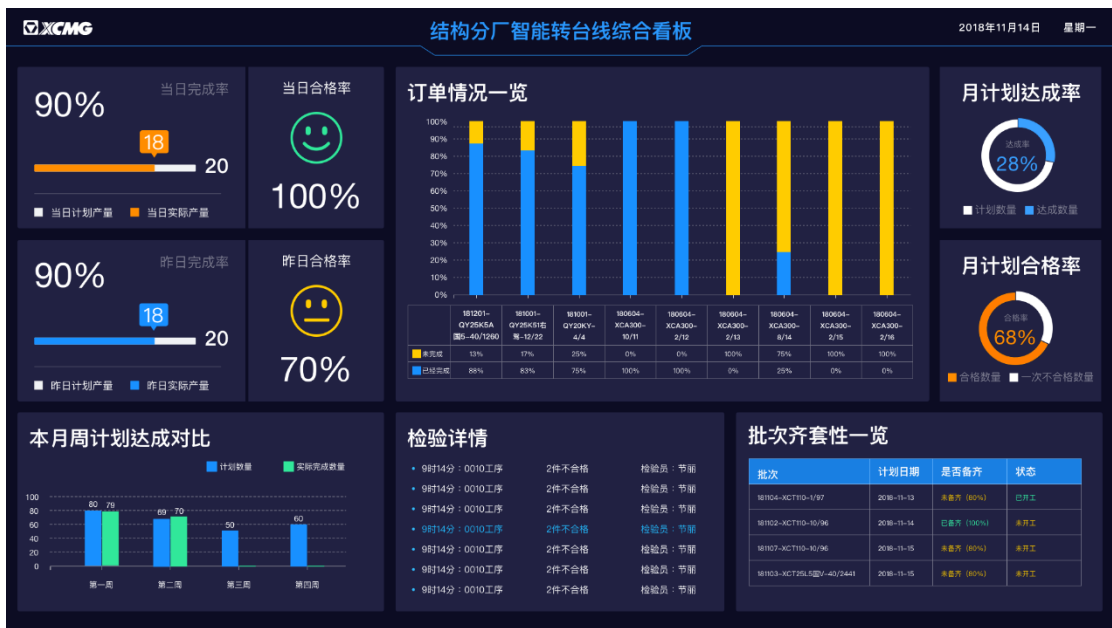 XCMG
结构分厂智能转台线综合看板
2018年11月14日 星期一
90%
当日完成率
18
20
当日计划产量 当日实际产量
当日合格率
100%
90%
昨日完成率
18
20
昨日计划产量 昨日实际产量
昨日合格率
70%
订单情况一览
100%
90%
80%
70%
60%
50%
40%
30%
20%
10%
0%
181201- 181001- 181001- 180604- 180604- 180604- 180604- 180604- 180604-
QY25K5A QY25K51右 QY20KY- XCA300- XCA300- XCA300- XCA300- XCA300- XCA300-
国5-40/1260 驾-12/22 4/4 10/11 2/12 2/13 8/14 2/15 2/16
未完成 13% 17% 25% 0% 0% 100% 75% 100% 100%
已经完成 88% 83% 75% 100% 100% 0% 25% 0% 0%
月计划达成率
达成率
28%
计划数量 达成数量
月计划合格率
合格率
68%
合格数量 一次不合格数量
本月周计划达成对比
计划数量 实际完成数量
100
80
60
40
20
0
80 79
69 70
50
60
第一周 第二周 第三周 第四周
检验详情
9时14分:0010工序 2件不合格 检验员:节丽
9时14分:0010工序 2件不合格 检验员:节丽
9时14分:0010工序 2件不合格 检验员:节丽
9时14分:0010工序 2件不合格 检验员:节丽
9时14分:0010工序 2件不合格 检验员:节丽
9时14分:0010工序 2件不合格 检验员:节丽
9时14分:0010工序 2件不合格 检验员:节丽
批次齐套性一览
批次 计划日期 是否备齐 状态
181104-XCT110-1/97 2018-11-13 未备齐(80%) 已开工
181102-XCT110-10/96 2018-11-14 已备齐(100%) 未开工
181107-XCT110-10/96 2018-11-15 未备齐(80%) 未开工
181103-XCT25L5国V-40/2441 2018-11-15 未备齐(80%) 未开工